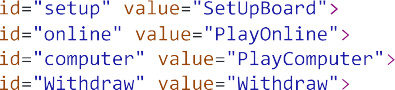 id="setup" value="SetUpBoard">
id="online" value="PlayOnline">
id="computer" value="PlayComputer">
id="Withdraw" value="Withdraw">